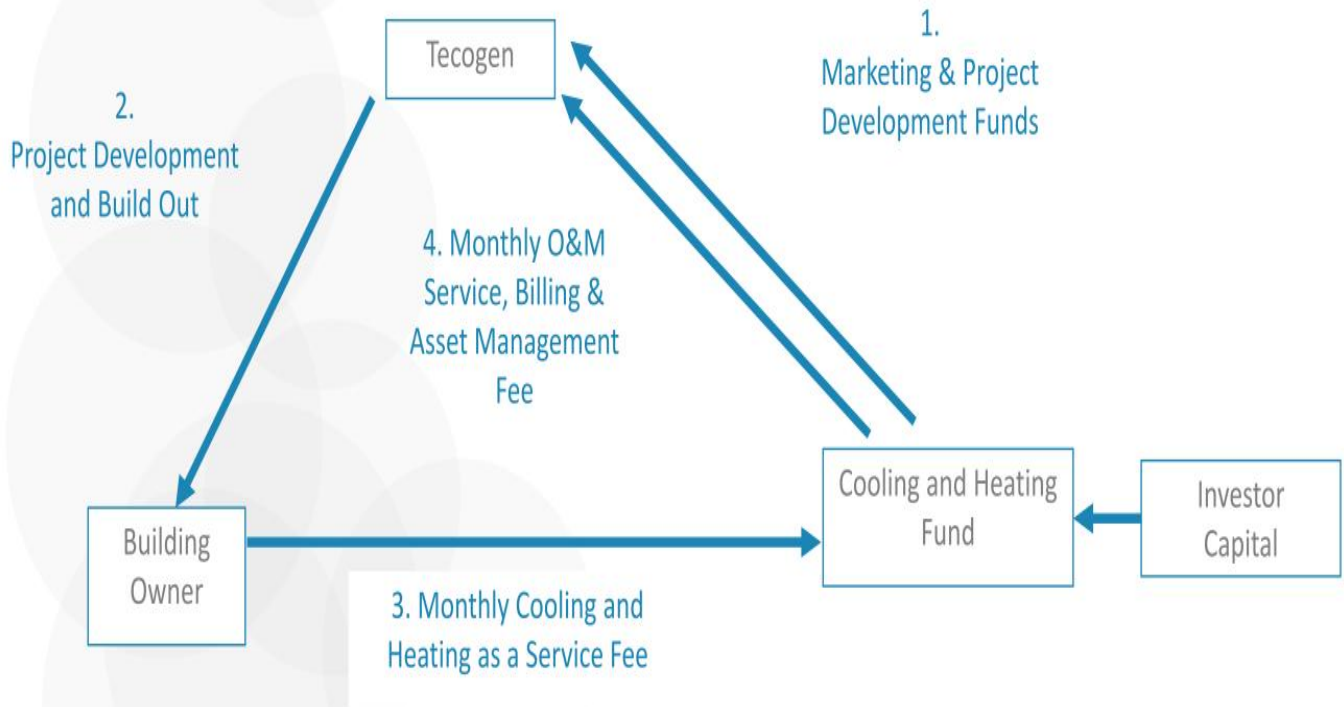 1.
Marketing & Project
Development Funds
Tecogen
2.
Project Development
and Build Out
4. Monthly O&M
Service, Billing &
Asset Management
Fee
Cooling and Heating
Fund
Investor
Capital
Building
Owner
3. Monthly Cooling and
Heating as a Service Fee